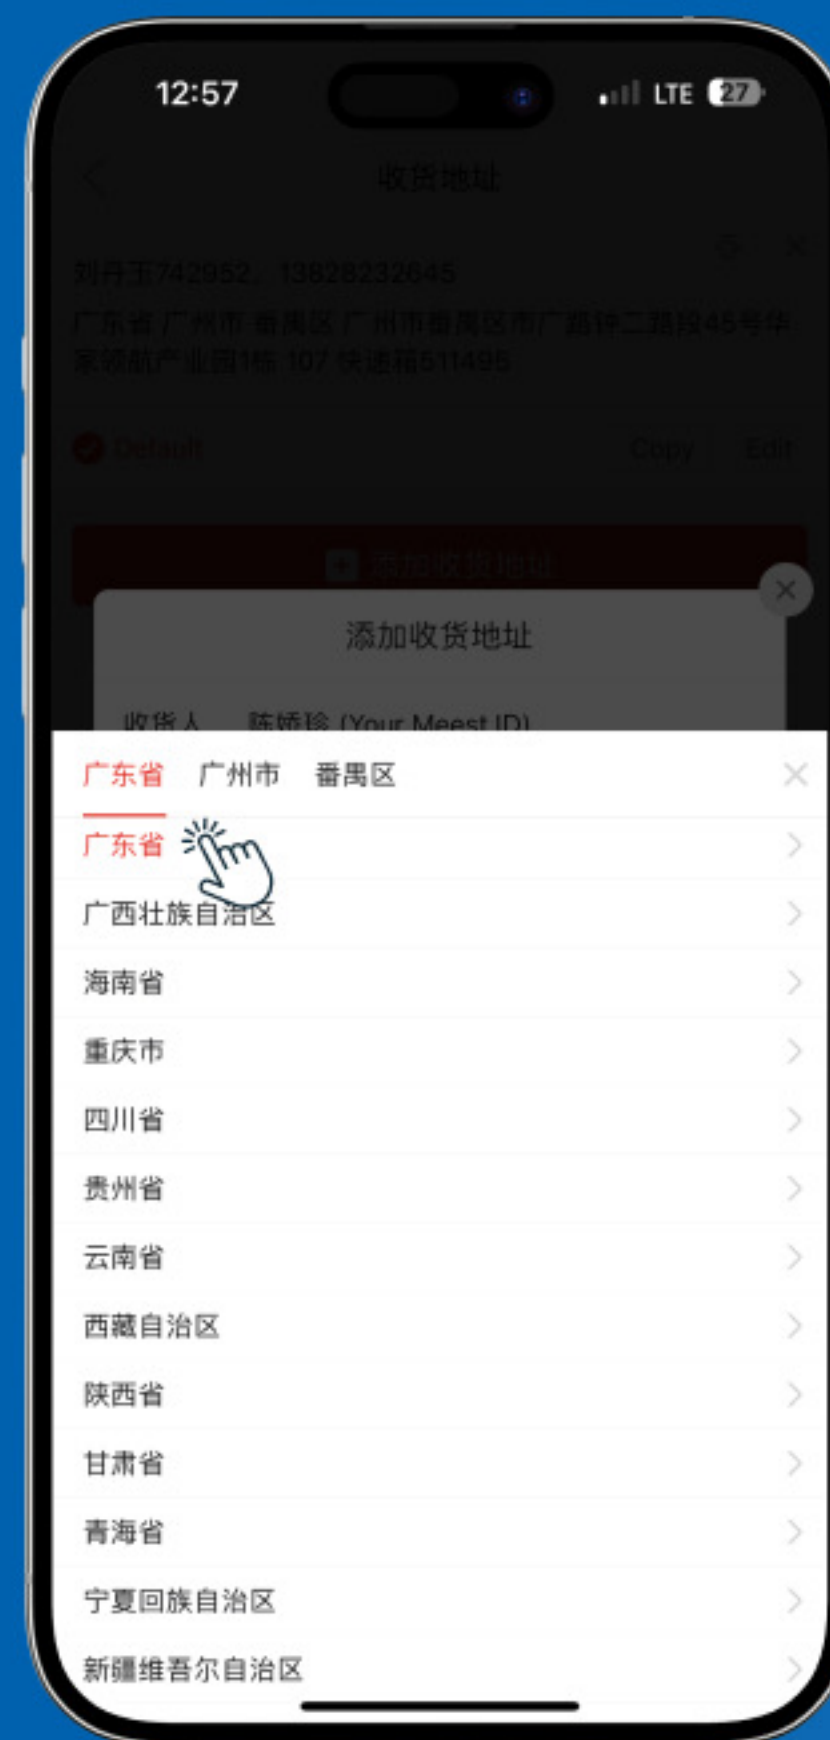 12:57 LTE 27
收货地址
刘丹玉742952, 13828232645
广东省 广州市 番禺区 广州市番禺区市广路钟二路段45号华
家领航产业园1栋 107 快递箱511495
Default Copy Edit
添加收货地址
添加收货地址
收货人 陈娇珍 (Your Meest ID)
广东省 广州市 番禺区
广东省
广西壮族自治区
海南省
重庆市
四川省
贵州省
云南省
西藏自治区
陕西省
甘肃省
青海省
宁夏回族自治区
新疆维吾尔自治区